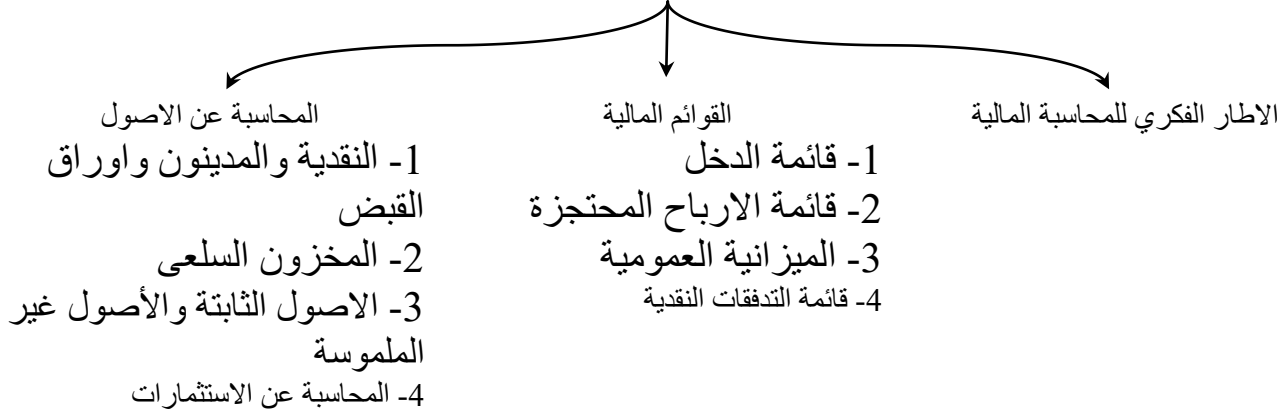 الاطار الفكري للمحاسبة المالية
القوائم المالية
1- قائمة الدخل
2- قائمة الارباح المحتجزة
3- الميزانية العمومية
4- قائمة التدفقات النقدية
المحاسبة عن الاصول
1- النقدية والمدينون واوراق
القبض
2- المخزون السلعى
3- الاصول الثابتة والأصول غير
الملموسة
4- المحاسبة عن الاستثمارات